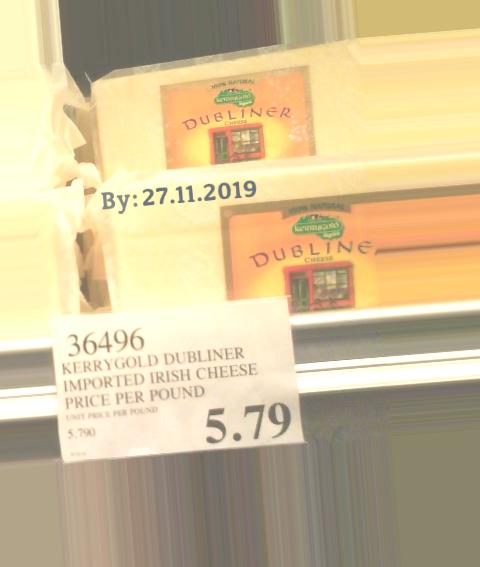 100% NATURAL
KERRYGOLD
DUBLINER
CHEESE
By: 27.11.2019
100% NATURAL
KERRYGOLD
DUBLINE
CHEESE
36496
KERRYGOLD DUBLINER
IMPORTED IRISH CHEESE
PRICE PER POUND
UNIT PRICE PER POUND
5.790
5.79